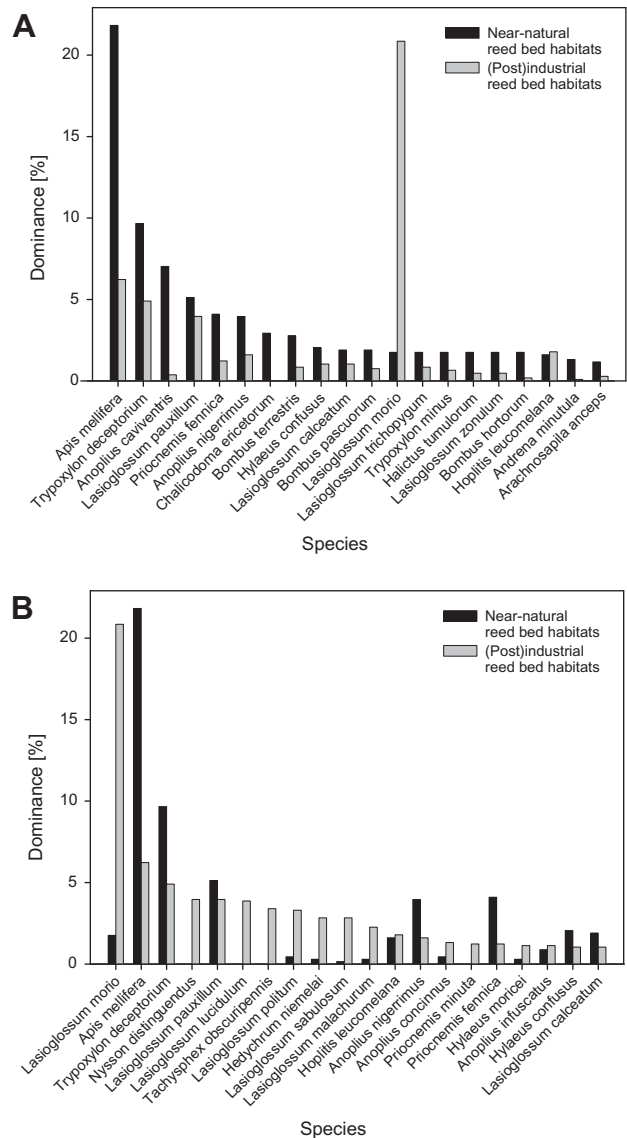 A
Near-natural
reed bed habitats
(Post)industrial
reed bed habitats
Dominance [%]
20
15
10
5
0
Apis mellifera
Trypoxylon deceptorium
Anoplius caviventris
Lasioglossum pauxillum
Priocnemis fennica
Anoplius nigerrimus
Chalicodoma ericetorum
Bombus terrestris
Hylaeus confusus
Lasioglossum calceatum
Bombus pascuorum
Lasioglossum morio
Lasioglossum trichopygum
Trypoxylon minus
Halictus tumulorum
Lasioglossum zonulum
Bombus hortorum
Hoplitis leucomelana
Andrena minutula
Arachnospila anceps
Species
B
Near-natural
reed bed habitats
(Post)industrial
reed bed habitats
Dominance [%]
20
15
10
5
0
Lasioglossum morio
Apis mellifera
Trypoxylon deceptorium
Nysson distinguendus
Lasioglossum pauxillum
Lasioglossum lucidulum
Tachysphex obscuripennis
Lasioglossum politum
Hedychrum niemelai
Lasioglossum sabulosum
Lasioglossum malachurum
Hoplitis leucomelana
Anoplius nigerrimus
Anoplius concinnus
Priocnemis minuta
Priocnemis fennica
Hylaeus moricei
Anoplius infuscatus
Hylaeus confusus
Lasioglossum calceatum
Species